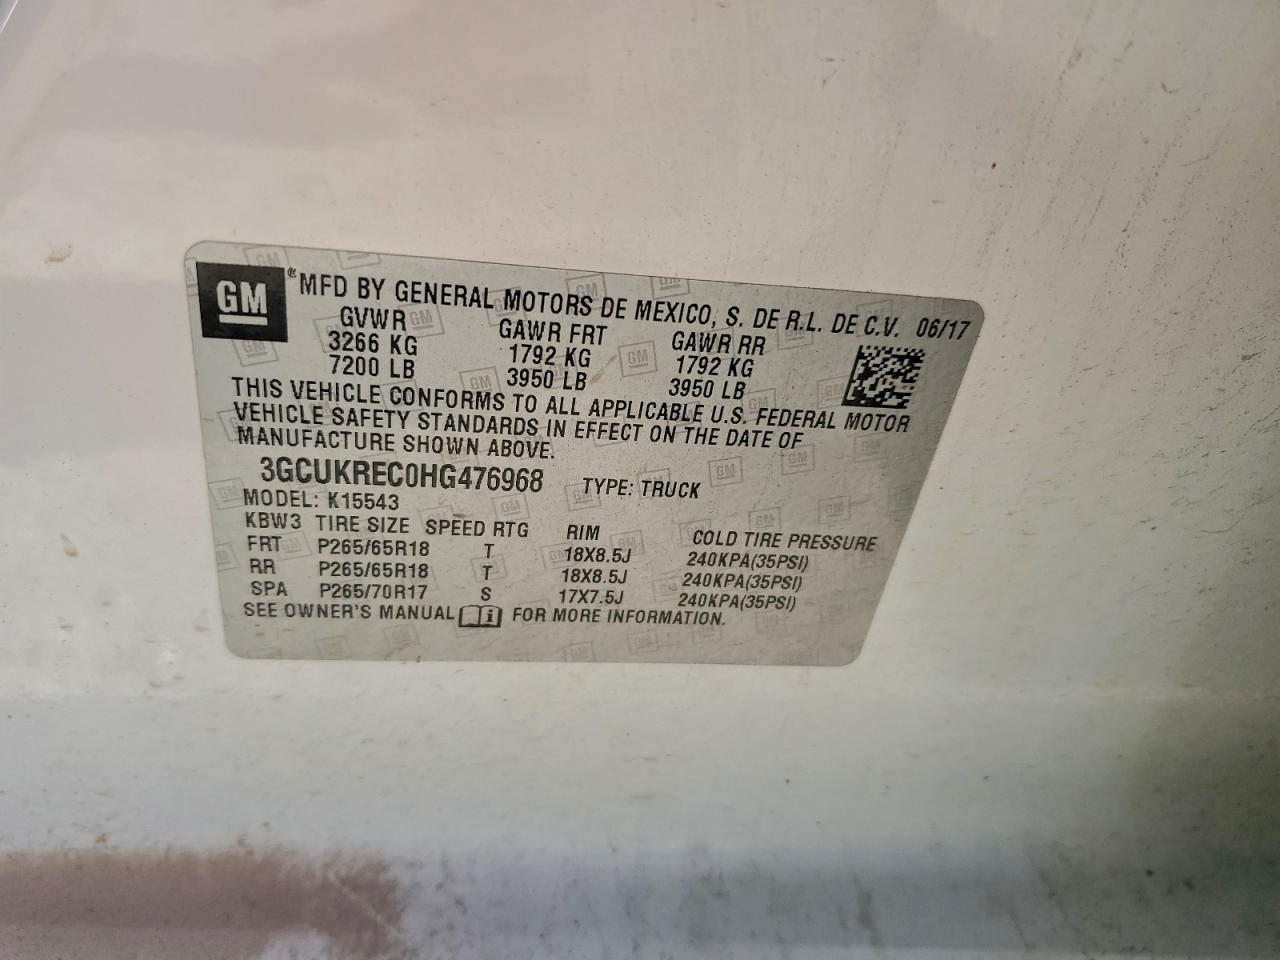 GM ® MFD BY GENERAL MOTORS DE MEXICO, S. DE R.L. DE C.V. 06/17
GVWR GAWR FRT GAWR RR
3266 KG 1792 KG 1792 KG
7200 LB 3950 LB 3950 LB
THIS VEHICLE CONFORMS TO ALL APPLICABLE U.S. FEDERAL MOTOR
VEHICLE SAFETY STANDARDS IN EFFECT ON THE DATE OF
MANUFACTURE SHOWN ABOVE.
3GCUKREC0HG476968 TYPE: TRUCK
MODEL: K15543
KBW3 TIRE SIZE SPEED RTG RIM COLD TIRE PRESSURE
FRT P265/65R18 T 18X8.5J 240KPA(35PSI)
RR P265/65R18 T 18X8.5J 240KPA(35PSI)
SPA P265/70R17 S 17X7.5J 240KPA(35PSI)
SEE OWNER'S MANUAL i FOR MORE INFORMATION.